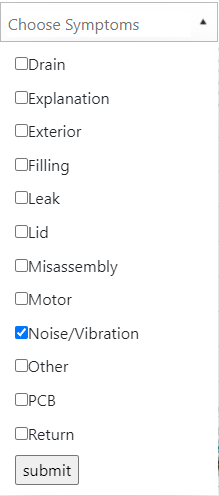 Choose Symptoms
Drain
Explanation
Exterior
Filling
Leak
Lid
Misassembly
Motor
Noise/Vibration
Other
PCB
Return
submit